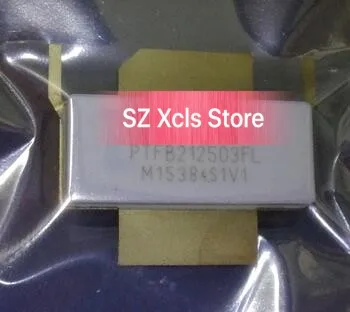 SZ Xcls Store
PTFB212503FL
M15384S1V1